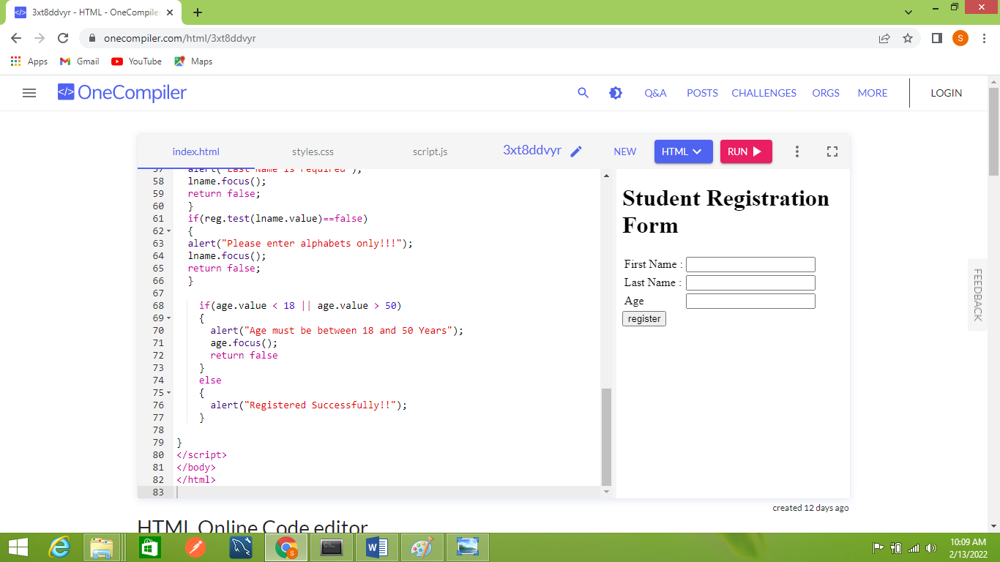 3xt8ddvyr - HTML - OneCompile
onecompiler.com/html/3xt8ddvyr
S
Apps Gmail YouTube Maps
</> OneCompiler Q&A POSTS CHALLENGES ORGS MORE LOGIN
index.html styles.css script.js 3xt8ddvyr NEW HTML RUN
57 alert("Last Name is required");
58 lname.focus();
59 return false;
60 }
61 if(reg.test(lname.value)==false)
62 {
63 alert("Please enter alphabets only!!!");
64 lname.focus();
65 return false;
66 }
67
68 if(age.value < 18 || age.value > 50)
69 {
70 alert("Age must be between 18 and 50 Years");
71 age.focus();
72 return false
73 }
74 else
75 {
76 alert("Registered Successfully!!");
77 }
78
79 }
80 </script>
81 </body>
82 </html>
83
Student Registration
Form
First Name :
Last Name :
Age
register
FEEDBACK
created 12 days ago
HTML Online Code editor
10:09 AM
2/13/2022